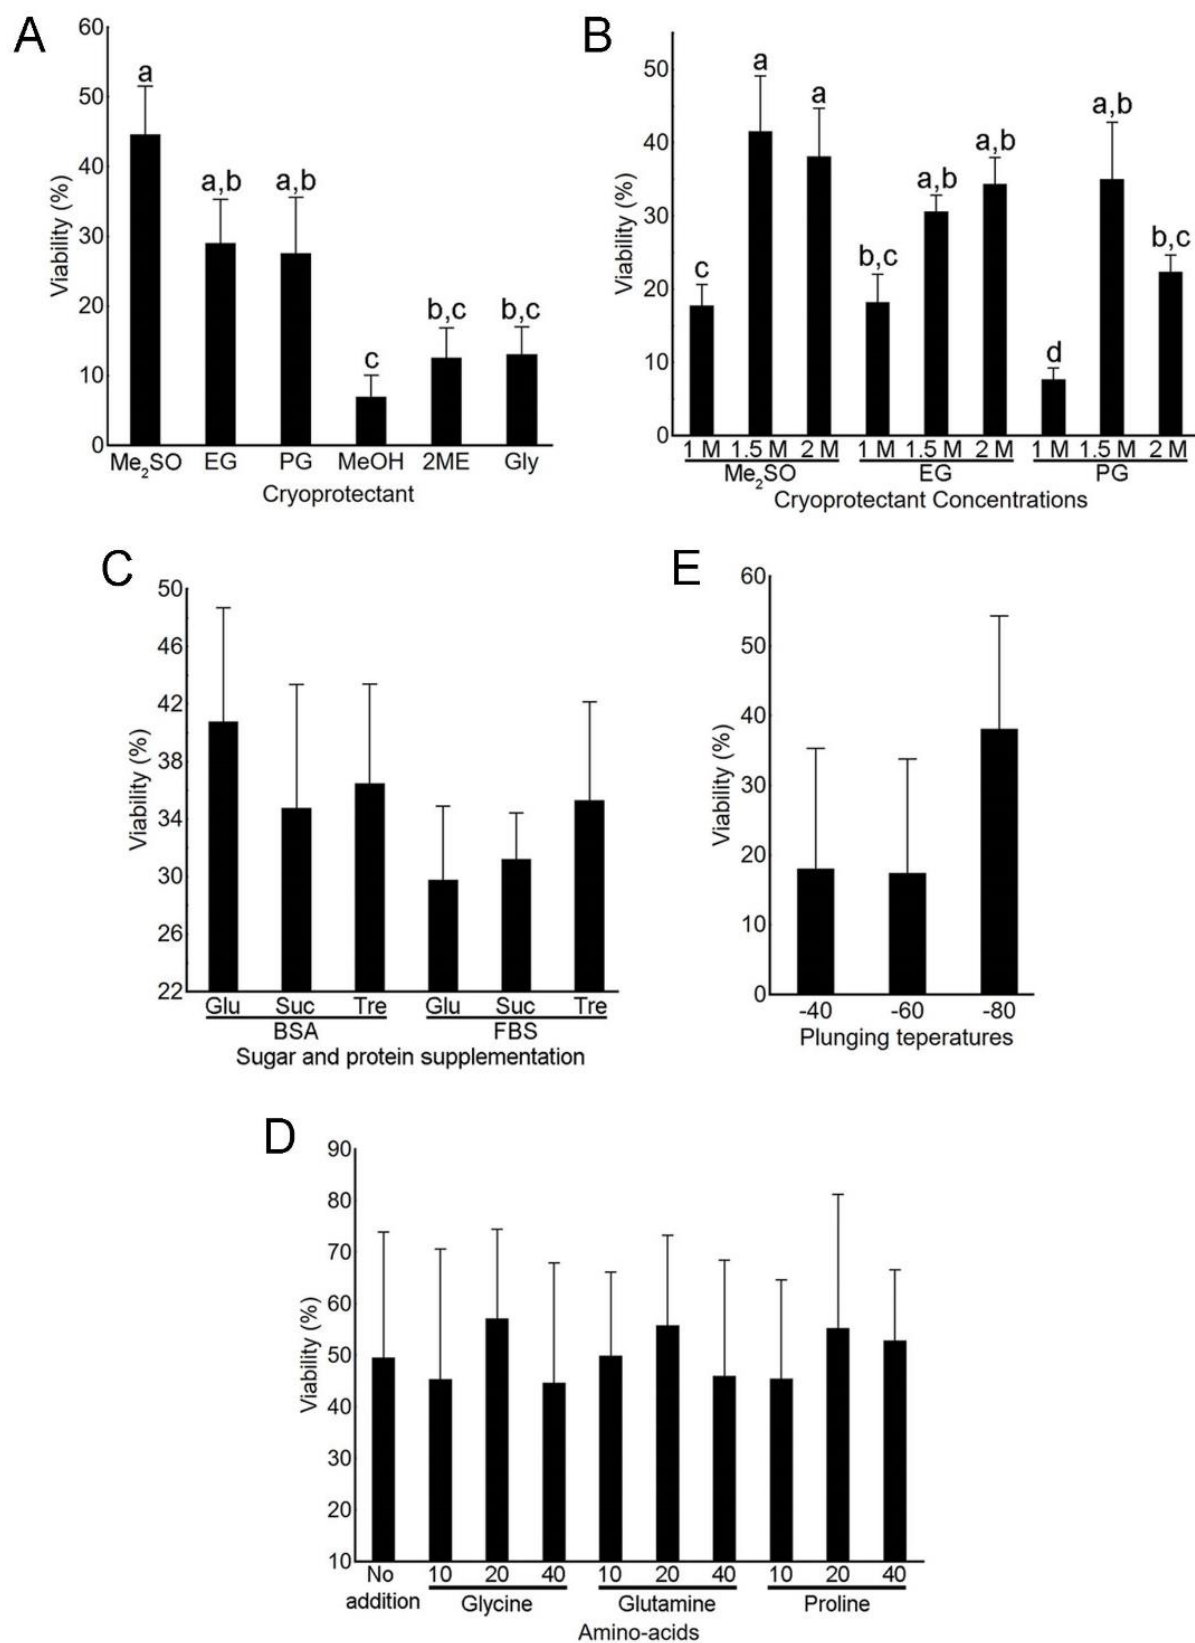 A
60
50
40
30
20
10
0
Viability (%)
a
a,b
a,b
c
b,c
b,c
Me₂SO EG PG MeOH 2ME Gly
Cryoprotectant
B
50
40
30
20
10
0
Viability (%)
c
a
a
b,c
a,b
a,b
d
a,b
b,c
1 M 1.5 M 2 M 1 M 1.5 M 2 M 1 M 1.5 M 2 M
Me₂SO EG PG
Cryoprotectant Concentrations
C
50
46
42
38
34
30
26
22
Viability (%)
Glu Suc Tre Glu Suc Tre
BSA FBS
Sugar and protein supplementation
E
60
50
40
30
20
10
0
Viability (%)
-40 -60 -80
Plunging teperatures
D
90
80
70
60
50
40
30
20
10
Viability (%)
No 10 20 40 10 20 40 10 20 40
addition Glycine Glutamine Proline
Amino-acids